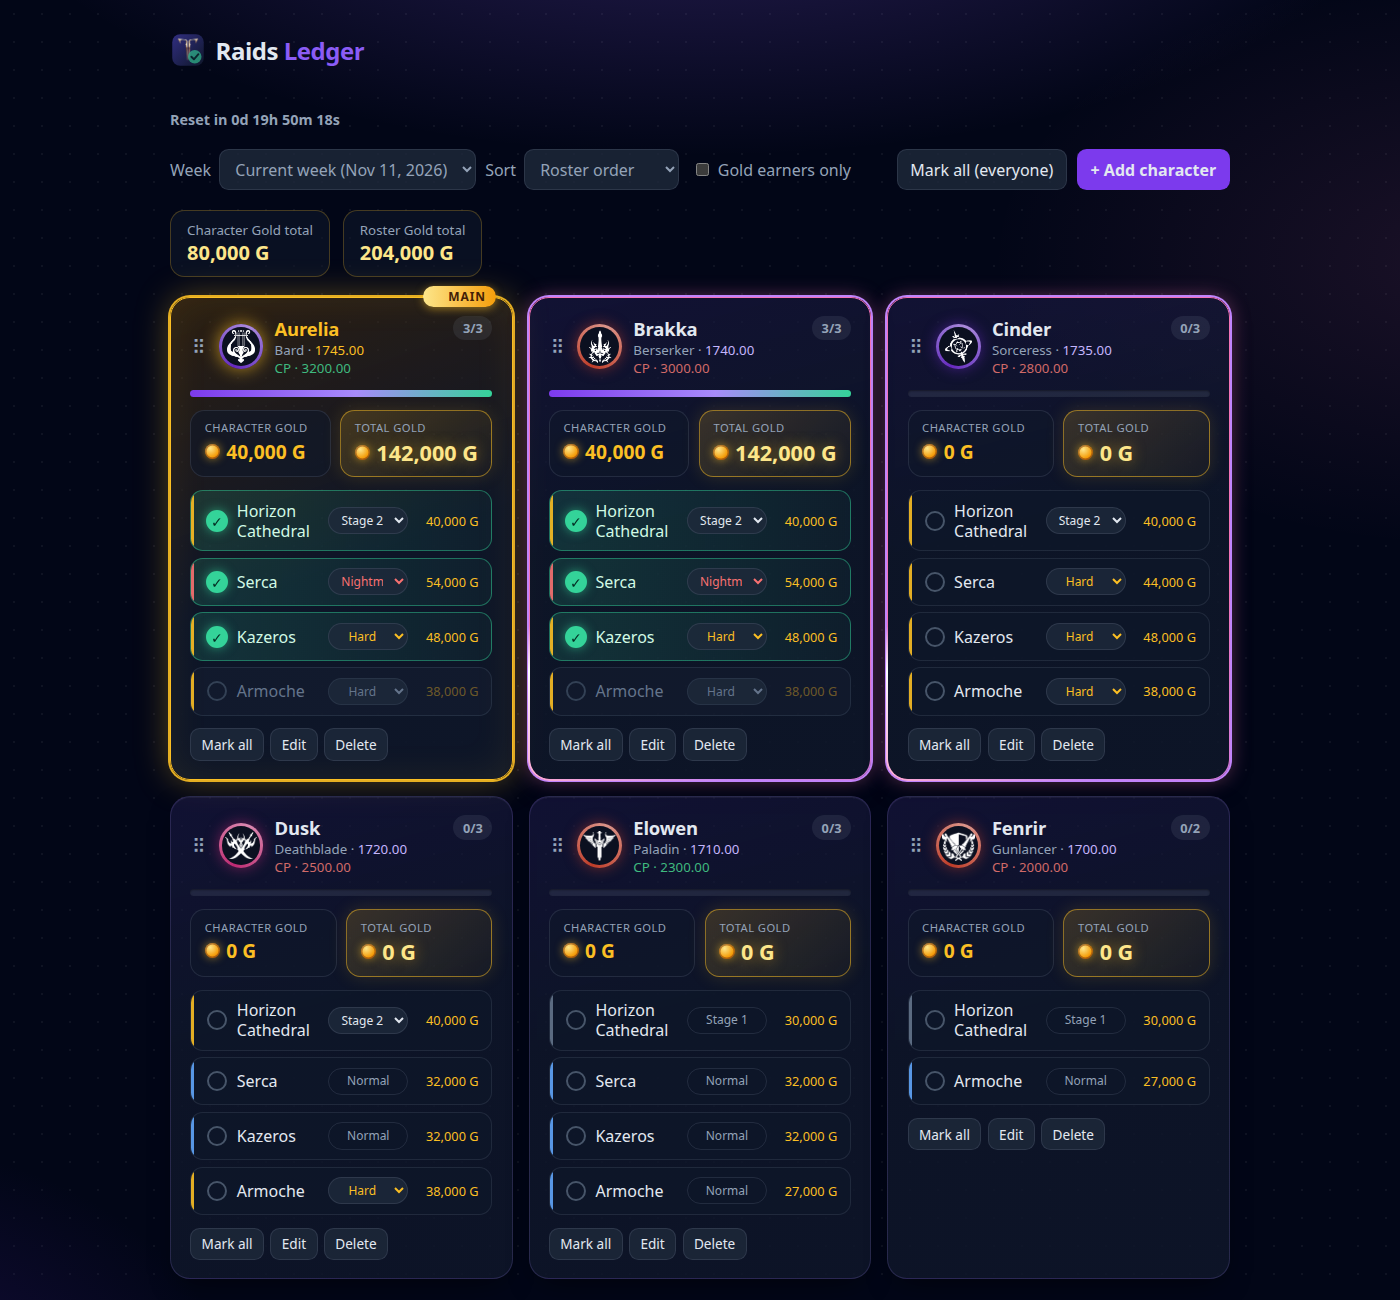 Raids Ledger
Reset in 0d 19h 50m 18s
Week Current week (Nov 11, 2026) Sort Roster order Gold earners only Mark all (everyone) + Add character
Character Gold total
80,000 G
Roster Gold total
204,000 G
MAIN
Aurelia 3/3
Bard · 1745.00
CP · 3200.00
CHARACTER GOLD
40,000 G
TOTAL GOLD
142,000 G
Horizon
Cathedral
Stage 2 40,000 G
Serca Nightm 54,000 G
Kazeros Hard 48,000 G
Armoche Hard 38,000 G
Mark all Edit Delete
Brakka 3/3
Berserker · 1740.00
CP · 3000.00
CHARACTER GOLD
40,000 G
TOTAL GOLD
142,000 G
Horizon
Cathedral
Stage 2 40,000 G
Serca Nightm 54,000 G
Kazeros Hard 48,000 G
Armoche Hard 38,000 G
Mark all Edit Delete
Cinder 0/3
Sorceress · 1735.00
CP · 2800.00
CHARACTER GOLD
0 G
TOTAL GOLD
0 G
Horizon
Cathedral
Stage 2 40,000 G
Serca Hard 44,000 G
Kazeros Hard 48,000 G
Armoche Hard 38,000 G
Mark all Edit Delete
Dusk 0/3
Deathblade · 1720.00
CP · 2500.00
CHARACTER GOLD
0 G
TOTAL GOLD
0 G
Horizon
Cathedral
Stage 2 40,000 G
Serca Normal 32,000 G
Kazeros Normal 32,000 G
Armoche Hard 38,000 G
Mark all Edit Delete
Elowen 0/3
Paladin · 1710.00
CP · 2300.00
CHARACTER GOLD
0 G
TOTAL GOLD
0 G
Horizon
Cathedral
Stage 1 30,000 G
Serca Normal 32,000 G
Kazeros Normal 32,000 G
Armoche Normal 27,000 G
Mark all Edit Delete
Fenrir 0/2
Gunlancer · 1700.00
CP · 2000.00
CHARACTER GOLD
0 G
TOTAL GOLD
0 G
Horizon
Cathedral
Stage 1 30,000 G
Armoche Normal 27,000 G
Mark all Edit Delete